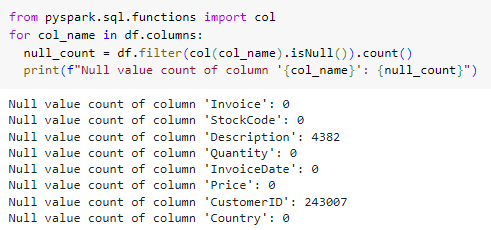 from pyspark.sql.functions import col
for col_name in df.columns:
  null_count = df.filter(col(col_name).isNull()).count()
  print(f"Null value count of column '{col_name}': {null_count}")
Null value count of column 'Invoice': 0
Null value count of column 'StockCode': 0
Null value count of column 'Description': 4382
Null value count of column 'Quantity': 0
Null value count of column 'InvoiceDate': 0
Null value count of column 'Price': 0
Null value count of column 'CustomerID': 243007
Null value count of column 'Country': 0